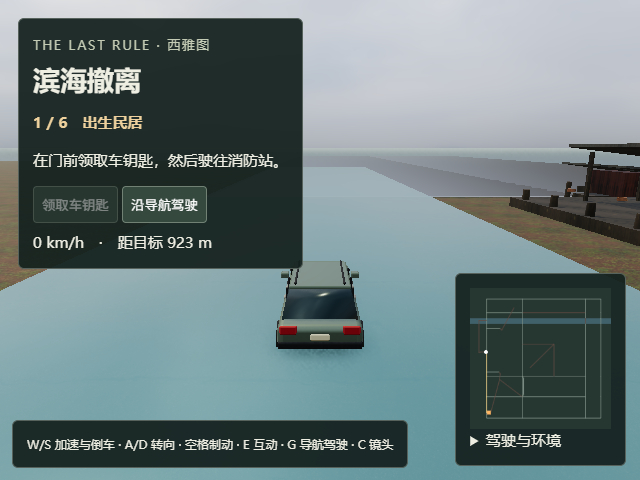 THE LAST RULE · 西雅图
滨海撤离
1 / 6 出生民居
在门前领取车钥匙，然后驶往消防站。
领取车钥匙 沿导航驾驶
0 km/h · 距目标 923 m
▶ 驾驶与环境
W/S 加速与倒车 · A/D 转向 · 空格制动 · E 互动 · G 导航驾驶 · C 镜头